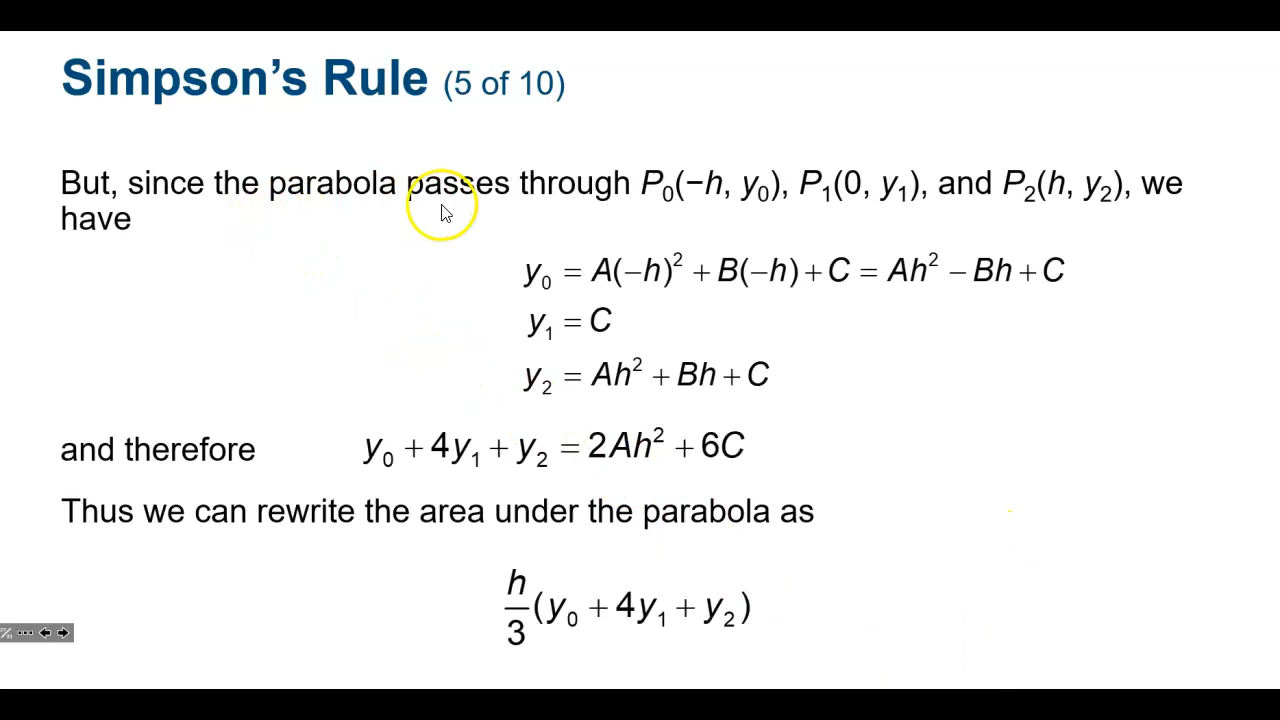 Simpson's Rule (5 of 10)
But, since the parabola passes through P₀(−h, y₀), P₁(0, y₁), and P₂(h, y₂), we
have
y₀ = A(−h)² + B(−h) + C = Ah² − Bh + C
y₁ = C
y₂ = Ah² + Bh + C
and therefore y₀ + 4y₁ + y₂ = 2Ah² + 6C
Thus we can rewrite the area under the parabola as
h/3 (y₀ + 4y₁ + y₂)